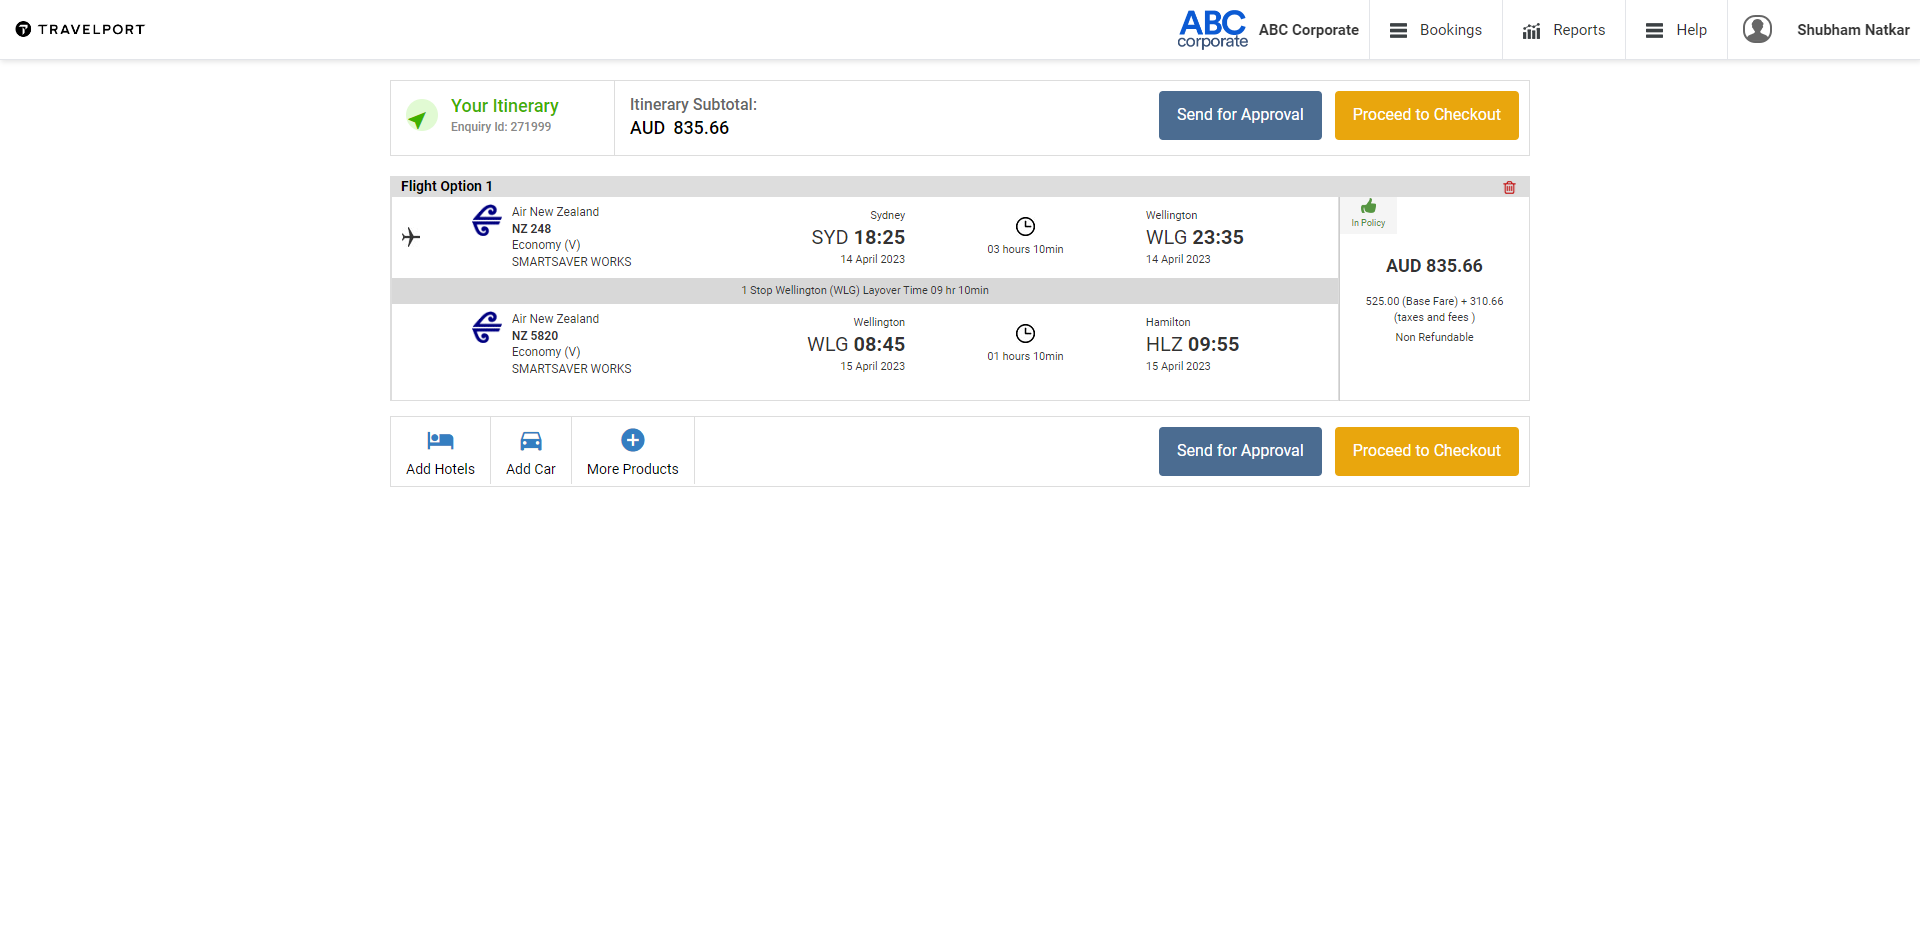 TRAVELPORT
ABC
corporate
ABC Corporate
Bookings
Reports
Help
Shubham Natkar
Your Itinerary
Enquiry Id: 271999
Itinerary Subtotal:
AUD 835.66
Send for Approval
Proceed to Checkout
Flight Option 1
Air New Zealand
NZ 248
Economy (V)
SMARTSAVER WORKS
Sydney
SYD 18:25
14 April 2023
03 hours 10min
Wellington
WLG 23:35
14 April 2023
In Policy
AUD 835.66
525.00 (Base Fare) + 310.66
(taxes and fees )
Non Refundable
1 Stop Wellington (WLG) Layover Time 09 hr 10min
Air New Zealand
NZ 5820
Economy (V)
SMARTSAVER WORKS
Wellington
WLG 08:45
15 April 2023
01 hours 10min
Hamilton
HLZ 09:55
15 April 2023
Add Hotels
Add Car
More Products
Send for Approval
Proceed to Checkout